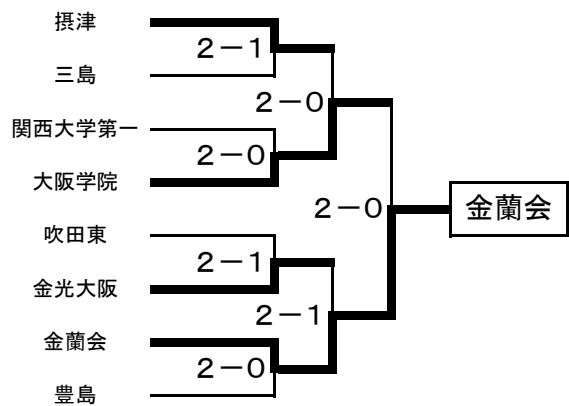 摂津
2－1
三島
2－0
関西大学第一
2－0
大阪学院
2－0
金蘭会
吹田東
2－1
金光大阪
2－1
金蘭会
2－0
豊島